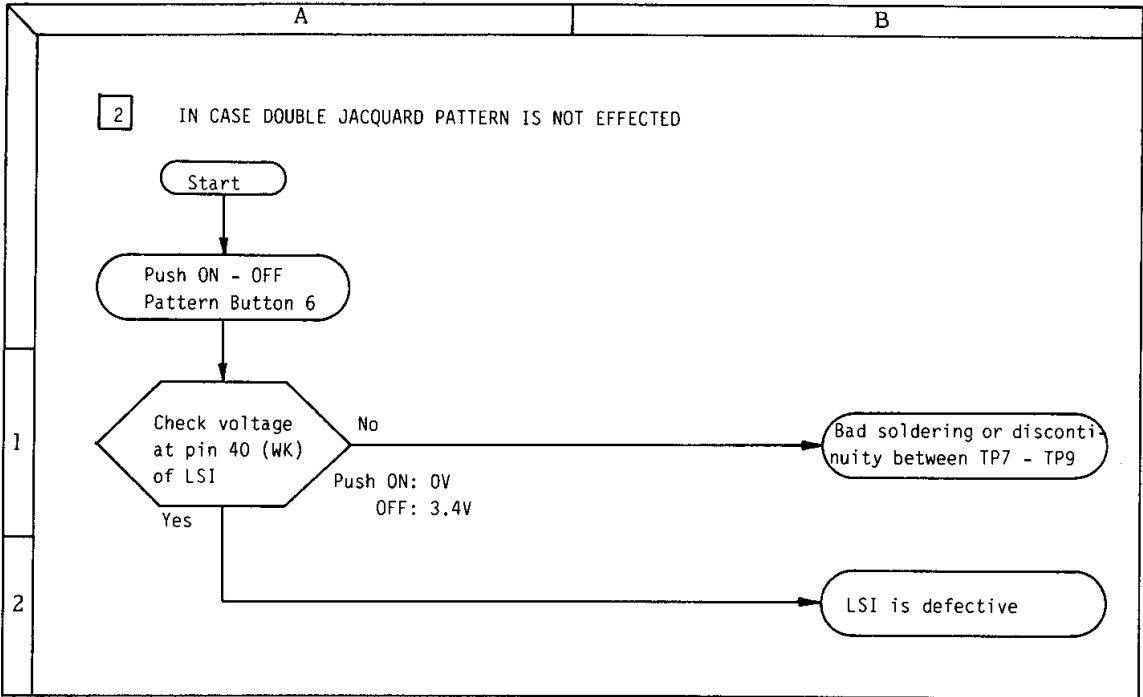 A
B
2 IN CASE DOUBLE JACQUARD PATTERN IS NOT EFFECTED
Start
Push ON - OFF
Pattern Button 6
1
Check voltage
at pin 40 (WK)
of LSI
No
Push ON: 0V
OFF: 3.4V
Yes
Bad soldering or disconti-
nuity between TP7 - TP9
2
LSI is defective